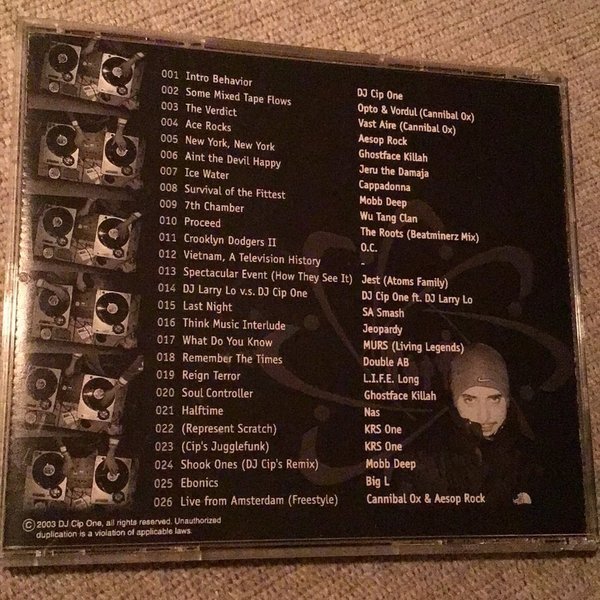 001 Intro Behavior DJ Cip One
002 Some Mixed Tape Flows Opto & Vordul (Cannibal Ox)
003 The Verdict Vast Aire (Cannibal Ox)
004 Ace Rocks Aesop Rock
005 New York, New York Ghostface Killah
006 Aint the Devil Happy Jeru the Damaja
007 Ice Water Cappadonna
008 Survival of the Fittest Mobb Deep
009 7th Chamber Wu Tang Clan
010 Proceed The Roots (Beatminerz Mix)
011 Crooklyn Dodgers II O.C.
012 Vietnam, A Television History -
013 Spectacular Event (How They See It) Jest (Atoms Family)
014 DJ Larry Lo v.s. DJ Cip One DJ Cip One ft. DJ Larry Lo
015 Last Night SA Smash
016 Think Music Interlude Jeopardy
017 What Do You Know MURS (Living Legends)
018 Remember The Times Double AB
019 Reign Terror L.I.F.E. Long
020 Soul Controller Ghostface Killah
021 Halftime Nas
022 (Represent Scratch) KRS One
023 (Cip's Jugglefunk) KRS One
024 Shook Ones (DJ Cip's Remix) Mobb Deep
025 Ebonics Big L
026 Live from Amsterdam (Freestyle) Cannibal Ox & Aesop Rock
© 2003 DJ Cip One, all rights reserved. Unauthorized
duplication is a violation of applicable laws.